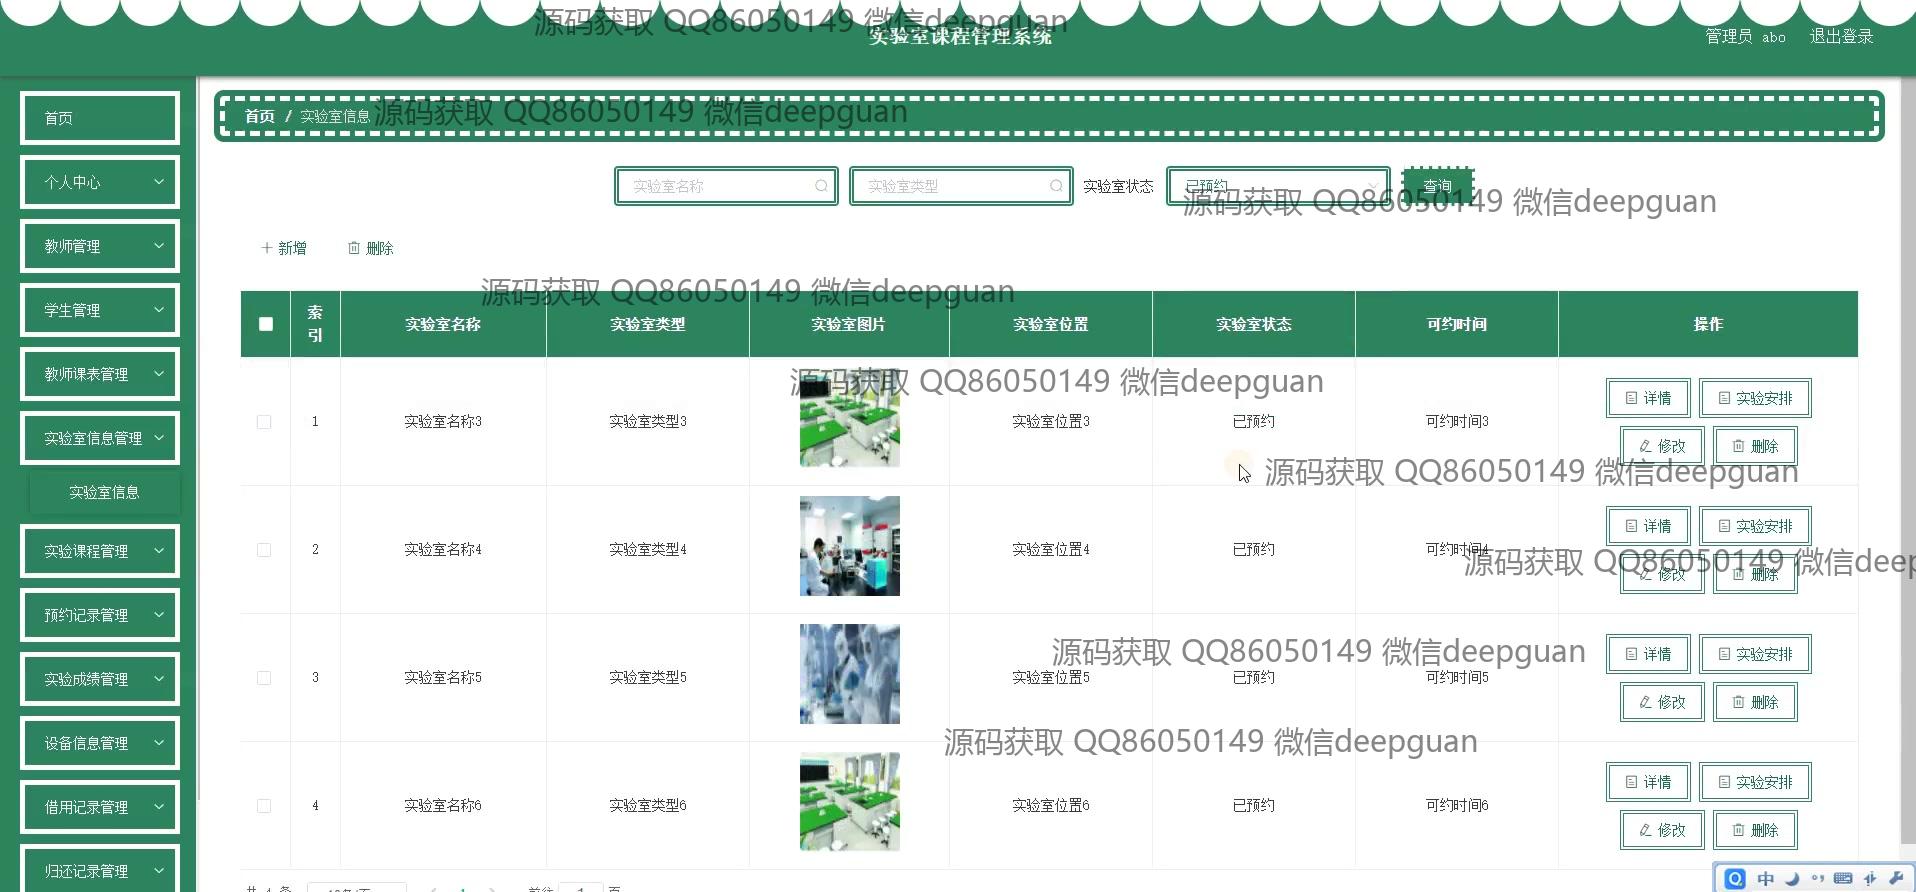 源码获取 QQ86050149 微信deepguan
实验室课程管理系统
管理员 abo 退出登录
首页
个人中心
教师管理
学生管理
教师课表管理
实验室信息管理
实验室信息
实验课程管理
预约记录管理
实验成绩管理
设备信息管理
借用记录管理
归还记录管理
首页 / 实验室信息
源码获取 QQ86050149 微信deepguan
实验室名称 实验室类型 实验室状态 已预约 查询
源码获取 QQ86050149 微信deepguan
新增 删除
源码获取 QQ86050149 微信deepguan
索引 实验室名称 实验室类型 实验室图片 实验室位置 实验室状态 可约时间 操作
源码获取 QQ86050149 微信deepguan
详情 实验安排
1 实验室名称3 实验室类型3 实验室位置3 已预约 可约时间3
修改 删除
源码获取 QQ86050149 微信deepguan
详情 实验安排
2 实验室名称4 实验室类型4 实验室位置4 已预约 可约时间4
源码获取 QQ86050149 微信deep
修改 删除
源码获取 QQ86050149 微信deepguan
详情 实验安排
3 实验室名称5 实验室类型5 实验室位置5 已预约 可约时间5
修改 删除
源码获取 QQ86050149 微信deepguan
详情 实验安排
4 实验室名称6 实验室类型6 实验室位置6 已预约 可约时间6
修改 删除
中